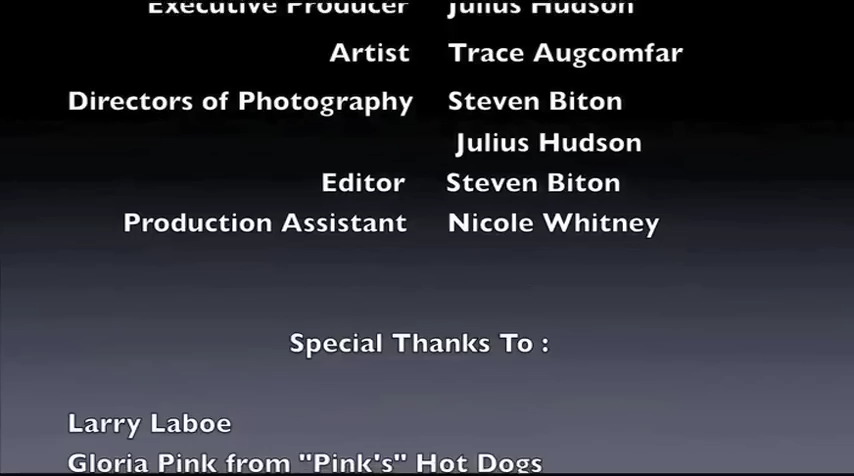 Executive Producer Julius Hudson
Artist Trace Augcomfar
Directors of Photography Steven Biton
Julius Hudson
Editor Steven Biton
Production Assistant Nicole Whitney
Special Thanks To :
Larry Laboe
Gloria Pink from "Pink's" Hot Dogs